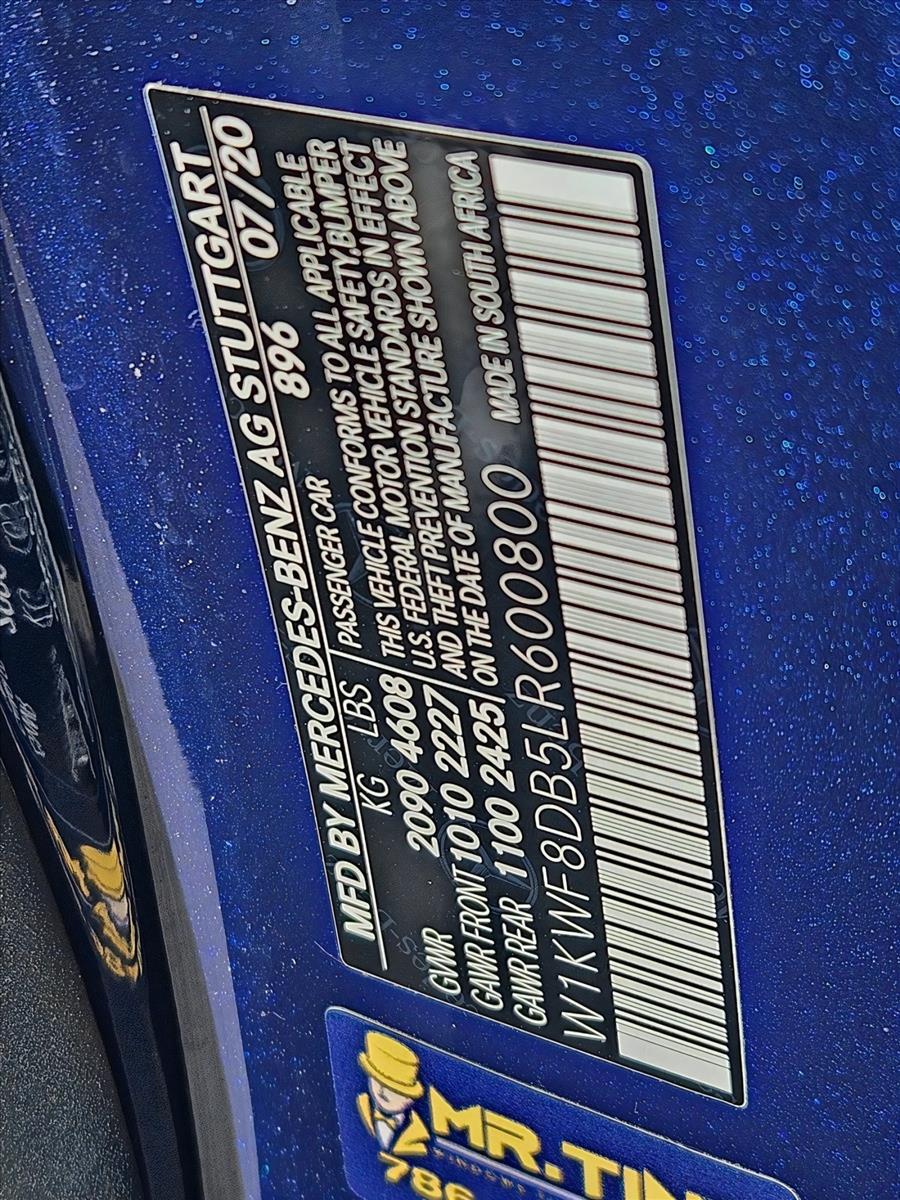 MFD BY MERCEDES-BENZ AG STUTTGART
896 07/20
KG LBS PASSENGER CAR
GVWR 2090 4608
GAWR FRONT 1010 2227
GAWR REAR 1100 2425
THIS VEHICLE CONFORMS TO ALL APPLICABLE
U.S. FEDERAL MOTOR VEHICLE SAFETY, BUMPER
AND THEFT PREVENTION STANDARDS IN EFFECT
ON THE DATE OF MANUFACTURE SHOWN ABOVE
MADE IN SOUTH AFRICA
W1KWF8DB5LR600800
MR. TIN
786